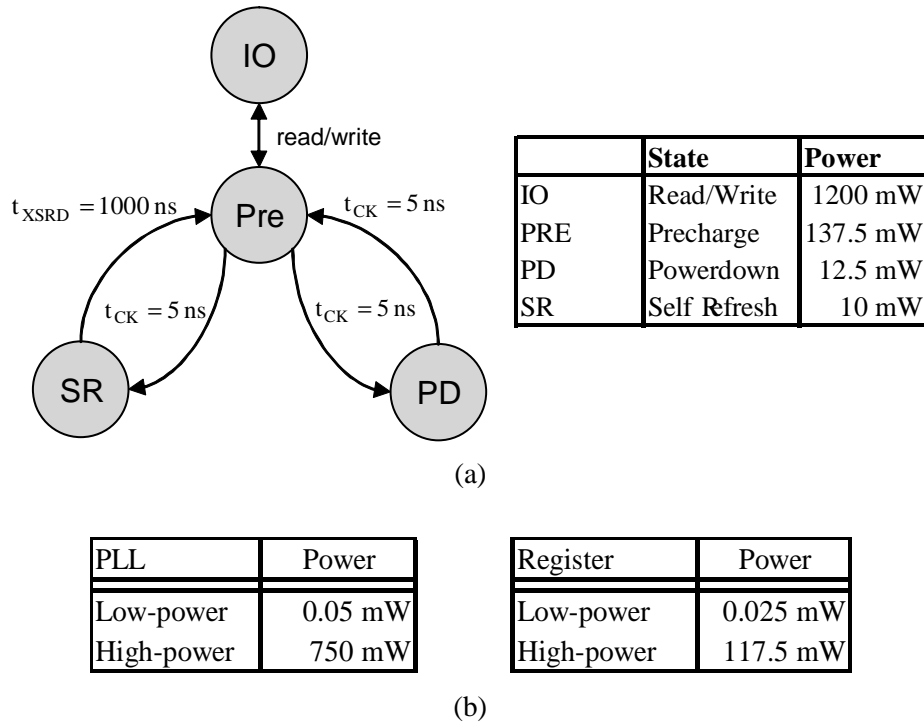 IO
read/write
t_XSRD = 1000 ns
Pre
t_CK = 5 ns
t_CK = 5 ns
t_CK = 5 ns
SR
PD
State Power
IO Read/Write 1200 mW
PRE Precharge 137.5 mW
PD Powerdown 12.5 mW
SR Self Refresh 10 mW
(a)
PLL Power
Low-power 0.05 mW
High-power 750 mW
Register Power
Low-power 0.025 mW
High-power 117.5 mW
(b)